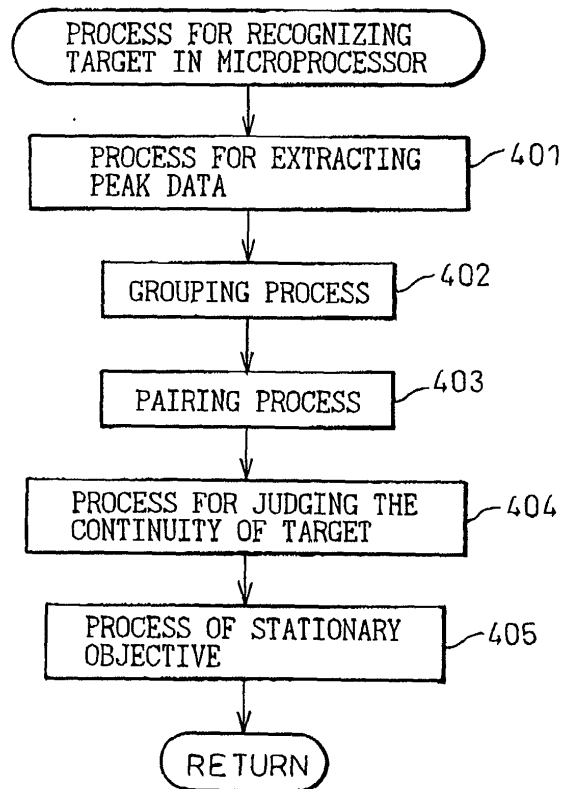 PROCESS FOR RECOGNIZING
TARGET IN MICROPROCESSOR
PROCESS FOR EXTRACTING
PEAK DATA
401
GROUPING PROCESS
402
PAIRING PROCESS
403
PROCESS FOR JUDGING THE
CONTINUITY OF TARGET
404
PROCESS OF STATIONARY
OBJECTIVE
405
RETURN